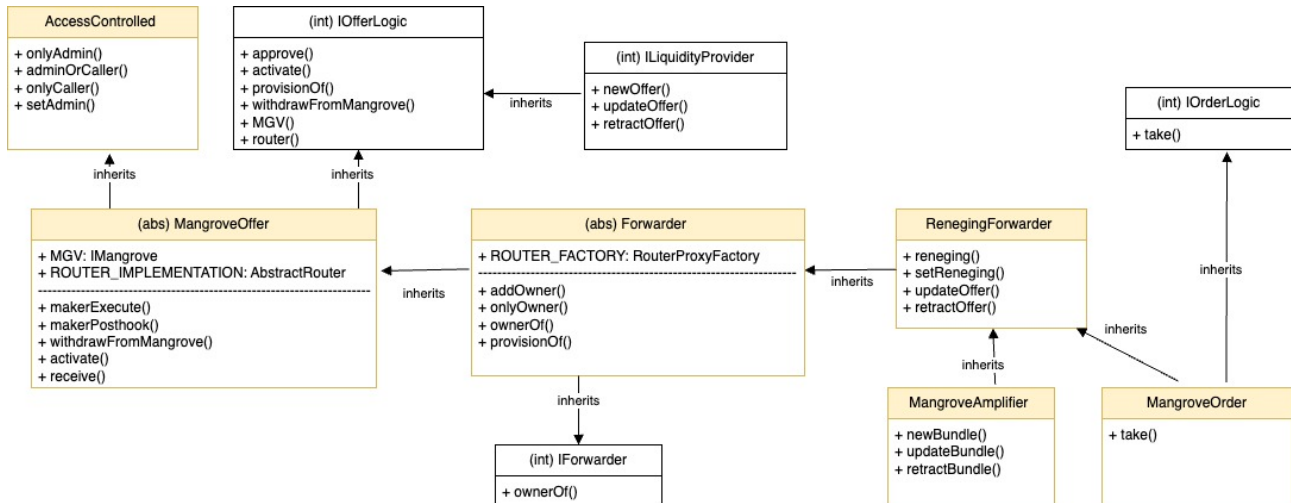 AccessControlled
+ onlyAdmin()
+ adminOrCaller()
+ onlyCaller()
+ setAdmin()
(int) IOfferLogic
+ approve()
+ activate()
+ provisionOf()
+ withdrawFromMangrove()
+ MGV()
+ router()
inherits
(int) ILiquidityProvider
+ newOffer()
+ updateOffer()
+ retractOffer()
(int) IOrderLogic
+ take()
inherits
inherits
inherits
(abs) MangroveOffer
+ MGV: IMangrove
+ ROUTER_IMPLEMENTATION: AbstractRouter
+ makerExecute()
+ makerPosthook()
+ withdrawFromMangrove()
+ activate()
+ receive()
inherits
(abs) Forwarder
+ ROUTER_FACTORY: RouterProxyFactory
+ addOwner()
+ onlyOwner()
+ ownerOf()
+ provisionOf()
inherits
RenegingForwarder
+ reneging()
+ setReneging()
+ updateOffer()
+ retractOffer()
inherits
inherits
inherits
MangroveAmplifier
+ newBundle()
+ updateBundle()
+ retractBundle()
MangroveOrder
+ take()
(int) IForwarder
+ ownerOf()